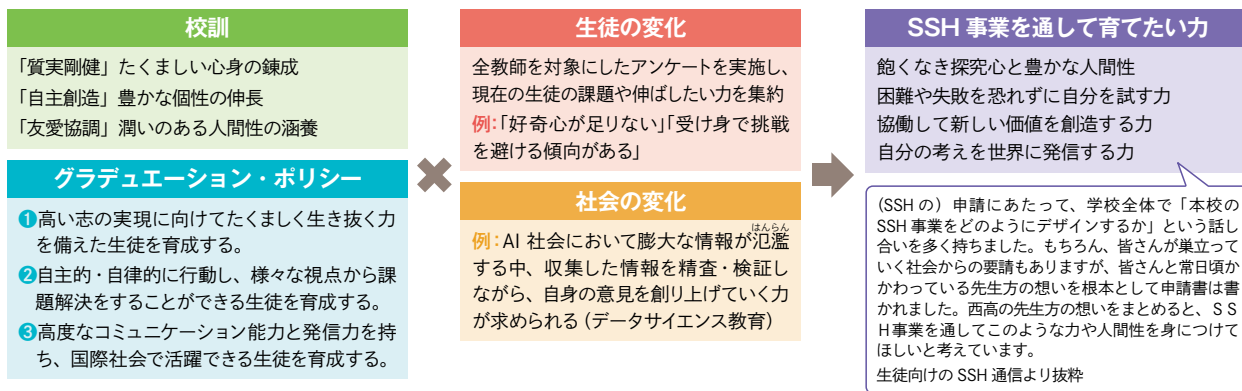 校訓
「質実剛健」たくましい心身の錬成
「自主創造」豊かな個性の伸長
「友愛協調」潤いのある人間性の涵養
グラデュエーション・ポリシー
❶高い志の実現に向けてたくましく生き抜く力
を備えた生徒を育成する。
❷自主的・自律的に行動し、様々な視点から課
題解決をすることができる生徒を育成する。
❸高度なコミュニケーション能力と発信力を持
ち、国際社会で活躍できる生徒を育成する。
生徒の変化
全教師を対象にしたアンケートを実施し、
現在の生徒の課題や伸ばしたい力を集約
例：「好奇心が足りない」「受け身で挑戦
を避ける傾向がある」
社会の変化
はんらん
例：AI 社会において膨大な情報が氾濫
する中、収集した情報を精査・検証し
ながら、自身の意見を創り上げていく力
が求められる（データサイエンス教育）
SSH 事業を通して育てたい力
飽くなき探究心と豊かな人間性
困難や失敗を恐れずに自分を試す力
協働して新しい価値を創造する力
自分の考えを世界に発信する力
（SSH の）申請にあたって、学校全体で「本校の
SSH 事業をどのようにデザインするか」という話し
合いを多く持ちました。もちろん、皆さんが巣立って
いく社会からの要請もありますが、皆さんと常日頃か
かわっている先生方の想いを根本として申請書は書
かれました。西高の先生方の想いをまとめると、ＳＳ
Ｈ事業を通してこのような力や人間性を身につけて
ほしいと考えています。
生徒向けの SSH 通信より抜粋